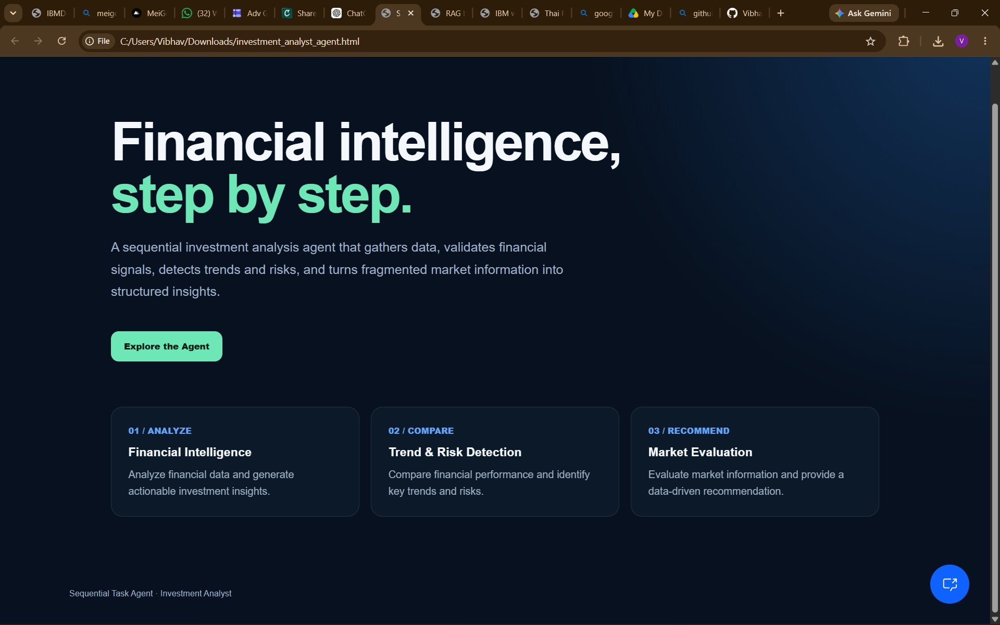 IBMD
meige
MeiG
(32) W
Adv G
Share
Chat
S
RAG
IBM w
Thai F
goog
My D
githu
Vibha
Ask Gemini
File
C:/Users/Vibhav/Downloads/investment_analyst_agent.html
V
Financial intelligence,
step by step.
A sequential investment analysis agent that gathers data, validates financial
signals, detects trends and risks, and turns fragmented market information into
structured insights.
Explore the Agent
01 / ANALYZE
Financial Intelligence
Analyze financial data and generate
actionable investment insights.
02 / COMPARE
Trend & Risk Detection
Compare financial performance and identify
key trends and risks.
03 / RECOMMEND
Market Evaluation
Evaluate market information and provide a
data-driven recommendation.
Sequential Task Agent · Investment Analyst